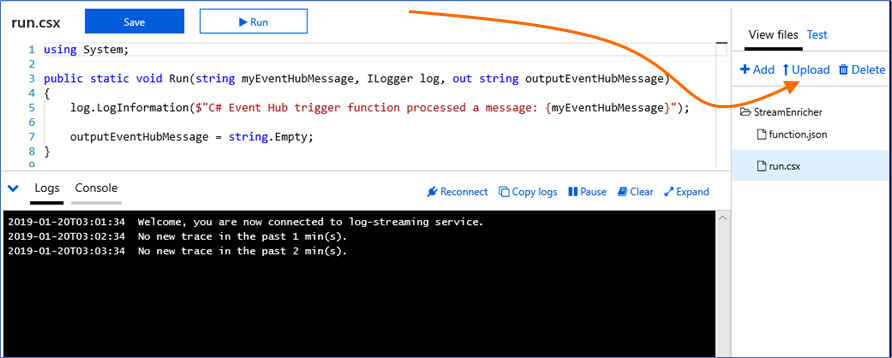 run.csx
Save
Run
View files
Test
1 using System;
2
3 public static void Run(string myEventHubMessage, ILogger log, out string outputEventHubMessage)
4 {
5 log.LogInformation($"C# Event Hub trigger function processed a message: {myEventHubMessage}");
6
7 outputEventHubMessage = string.Empty;
8 }
9
Add
Upload
Delete
StreamEnricher
function.json
run.csx
Logs
Console
Reconnect
Copy logs
Pause
Clear
Expand
2019-01-20T03:01:34 Welcome, you are now connected to log-streaming service.
2019-01-20T03:02:34 No new trace in the past 1 min(s).
2019-01-20T03:03:34 No new trace in the past 2 min(s).